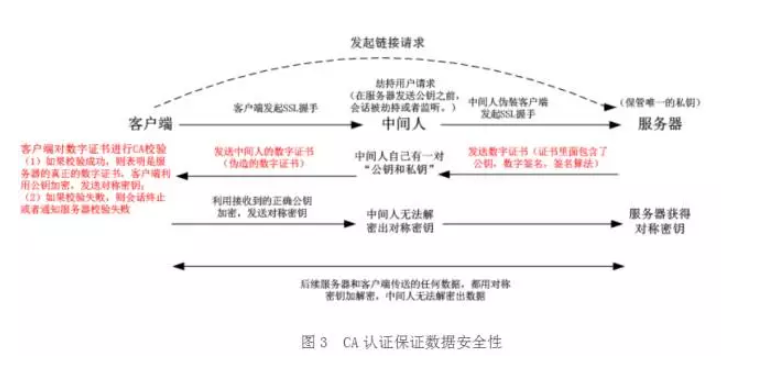 发起链接请求
劫持用户请求
（在服务器发送公钥之前，
会话被劫持或者监听。）
客户端发起SSL握手
中间人伪装客户端
发起SSL握手
（保管唯一的私钥）
客户端
中间人
服务器
客户端对数字证书进行CA校验
（1）如果校验成功，则表明是服
务器的真正的数字证书，客户端利
用公钥加密，发送对称密钥；
（2）如果校验失败，则会话终止
或者通知服务器校验失败
发送中间人的数字证书
（伪造的数字证书）
中间人自己有一对
“公钥和私钥”
发送数字证书（证书里面包含了
公钥，数字签名，签名算法）
利用接收到的正确公钥
加密，发送对称密钥
中间人无法解
密出对称密钥
服务器获得
对称密钥
后续服务器和客户端传送的任何数据，都用对称
密钥加解密，中间人无法解密出数据
图 3 CA 认证保证数据安全性